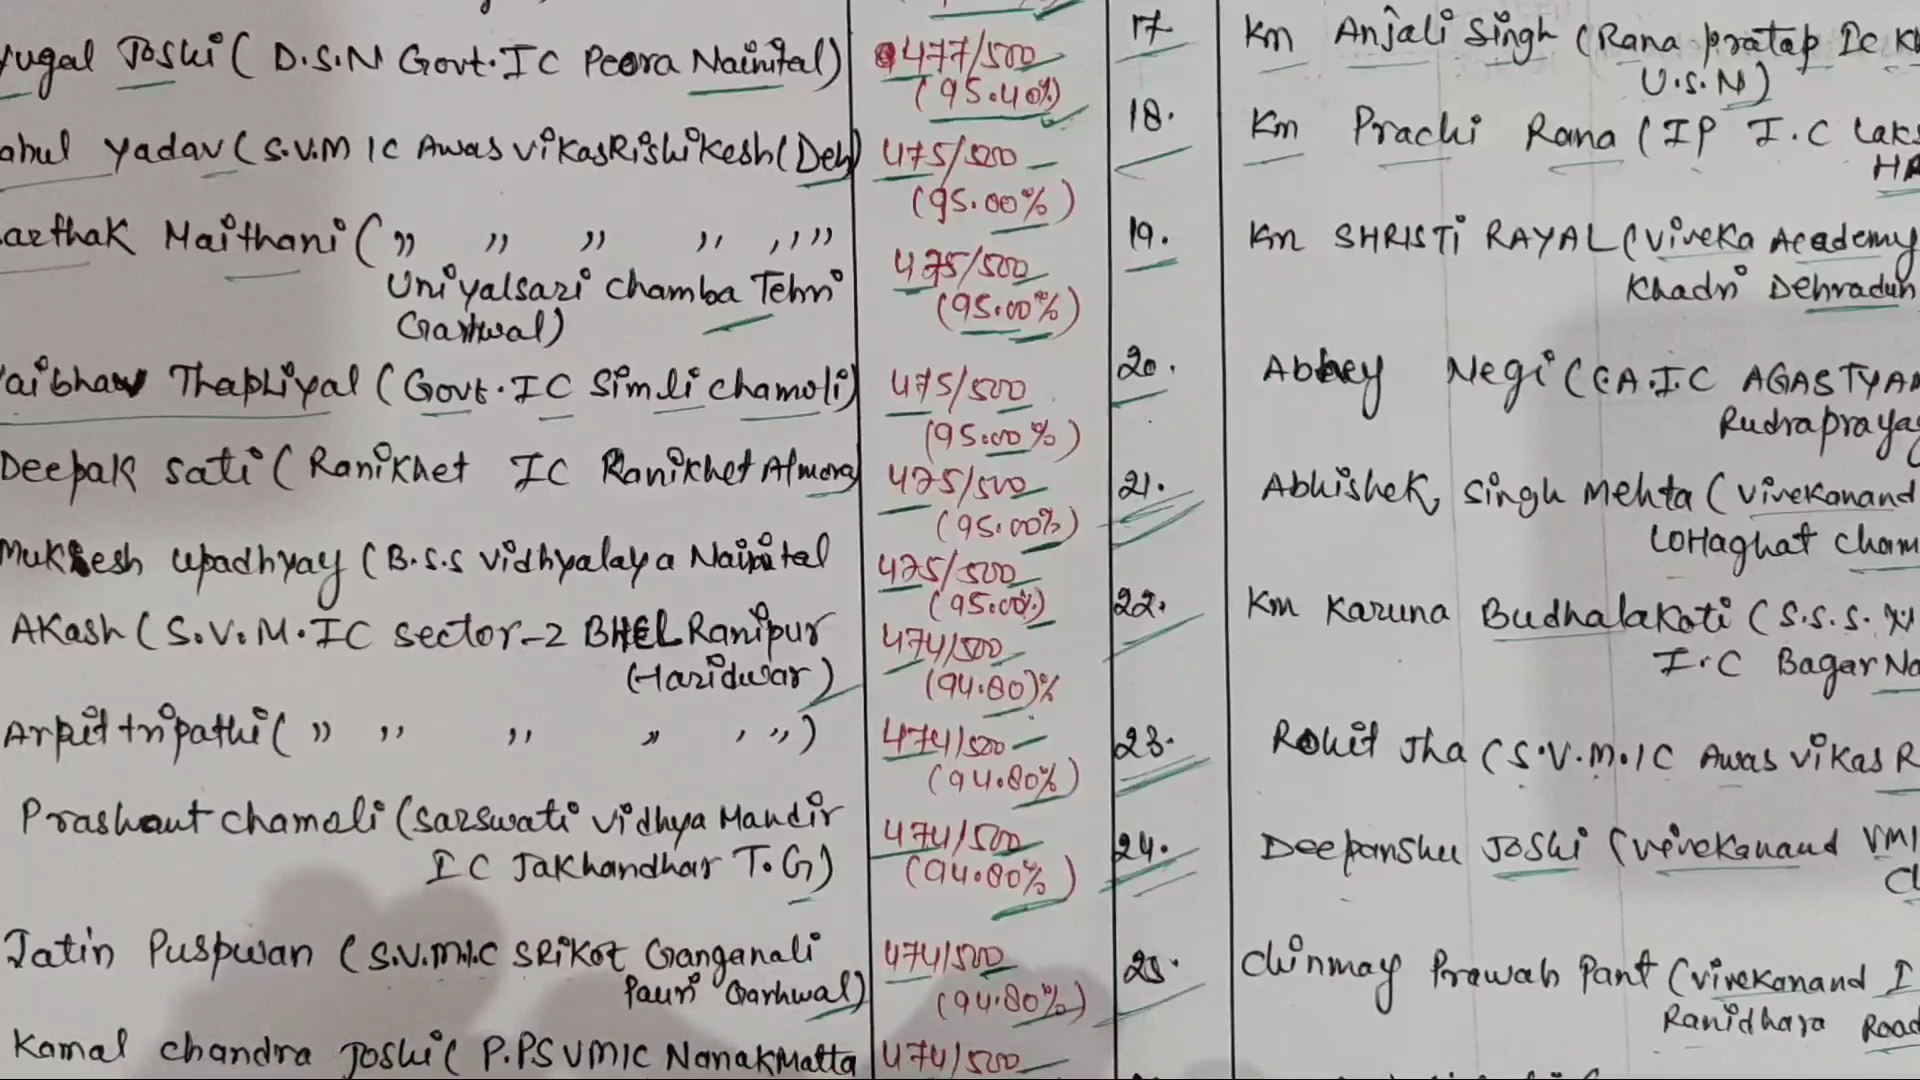 Yugal Joshi ( D.S.N Govt. IC Peora Nainital) 477/500
(95.40%)
ahul Yadav ( S.V.M IC Awas Vikas Rishikesh (Deh) 475/500
(95.00%)
arthak Maithani ( ,, ,, ,, ,, ,, ,,
475/500
Uniyalsari Chamba Tehri
(95.00%)
Garhwal)
aibhaw Thapliyal ( Govt. IC Simli Chamoli) 475/500
(95.00%)
Deepak Sati ( Ranikhet IC Ranikhet Almora) 475/500
(95.00%)
Mukesh Upadhyay ( B.S.S Vidhyalaya Nainital 475/500
(95.00%)
Akash ( S.V.M. IC Sector-2 BHEL Ranipur 474/500
(Haridwar) (94.80)%
Arpit tripathi ( ,, ,, ,, ,, ,, ,,) 474/500
(94.80%)
Prashant Chamoli ( Sarswati Vidhya Mandir
474/500
IC Jakhandhar T.G) (94.80%)
Jatin Puspwan ( S.V.M.I.C SRikot Ganganali 474/500
Pauri Garhwal) (94.80%)
Kamal Chandra Joshi ( P.P S V M I C Nanakmatta 474/500
17. Km Anjali Singh ( Rana Pratap IC
U.S.N)
18. Km Prachi Rana ( IP I.C Laks
HA
19. Km SHRISTI RAYAL ( Viveka Academy
Khadri Dehradun
20. Abhey Negi ( G.A.I.C AGASTYAM
Rudraprayag
21. Abhishek Singh Mehta ( Vivekanand
LOHaghat Cham
22. Km Karuna Budhalakoti ( S.S.S.
I.C Bagar Na
23. Rohit Jha ( S.V.M.IC Awas Vikas R
24. Deepanshu Joshi ( Vivekanand VMI
25. Chinmay Prawah Pant ( Vivekanand I
Ranidhara Road